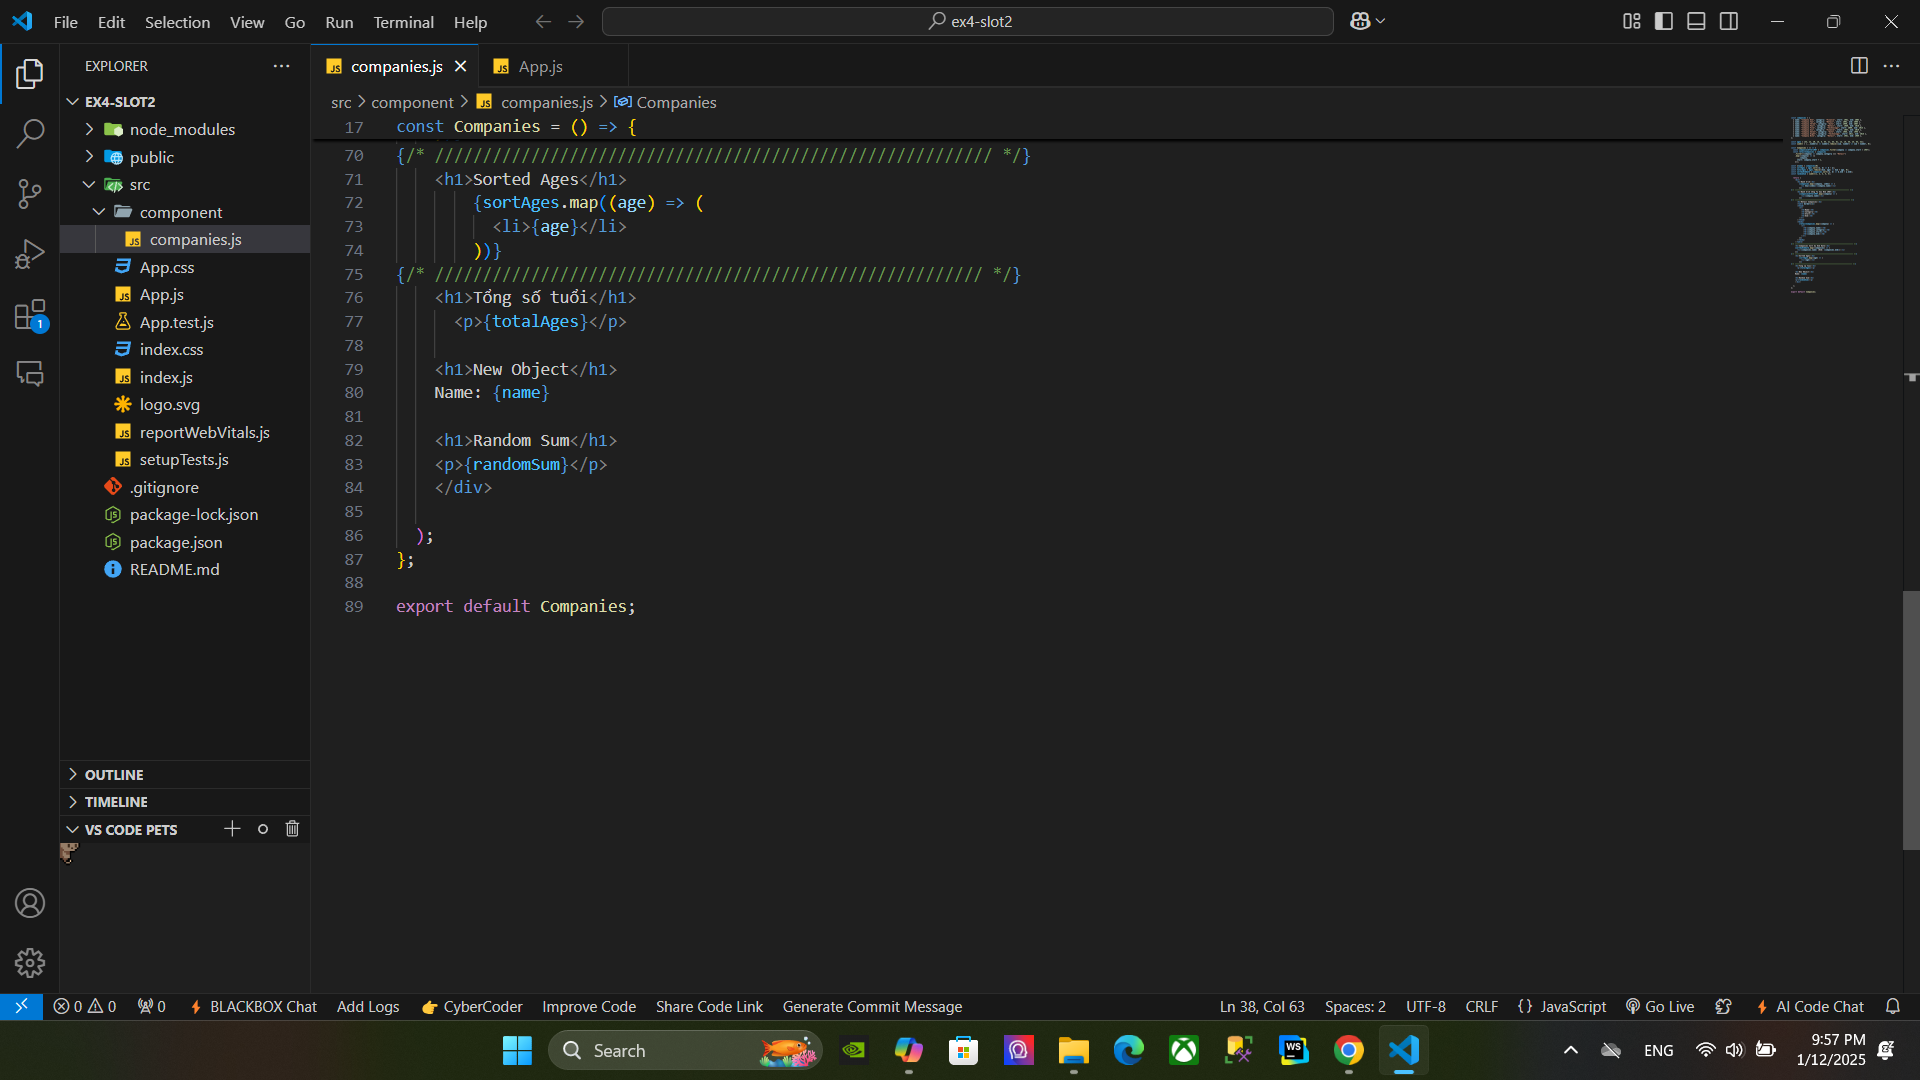 File Edit Selection View Go Run Terminal Help
ex4-slot2
EXPLORER
EX4-SLOT2
node_modules
public
src
component
companies.js
App.css
App.js
App.test.js
index.css
index.js
logo.svg
reportWebVitals.js
setupTests.js
.gitignore
package-lock.json
package.json
README.md
OUTLINE
TIMELINE
VS CODE PETS
1
companies.js
App.js
src > component > companies.js > Companies
17 const Companies = () => {
70 {/* ////////////////////////////////////////////////////////// */}
71 <h1>Sorted Ages</h1>
72 {sortAges.map((age) => (
73 <li>{age}</li>
74 ))}
75 {/* ///////////////////////////////////////////////////////// */}
76 <h1>Tổng số tuổi</h1>
77 <p>{totalAges}</p>
78
79 <h1>New Object</h1>
80 Name: {name}
81
82 <h1>Random Sum</h1>
83 <p>{randomSum}</p>
84 </div>
85
86 );
87 };
88
89 export default Companies;
0 0 0 BLACKBOX Chat Add Logs CyberCoder Improve Code Share Code Link Generate Commit Message Ln 38, Col 63 Spaces: 2 UTF-8 CRLF {} JavaScript Go Live AI Code Chat
Search
WS
ENG
9:57 PM
1/12/2025